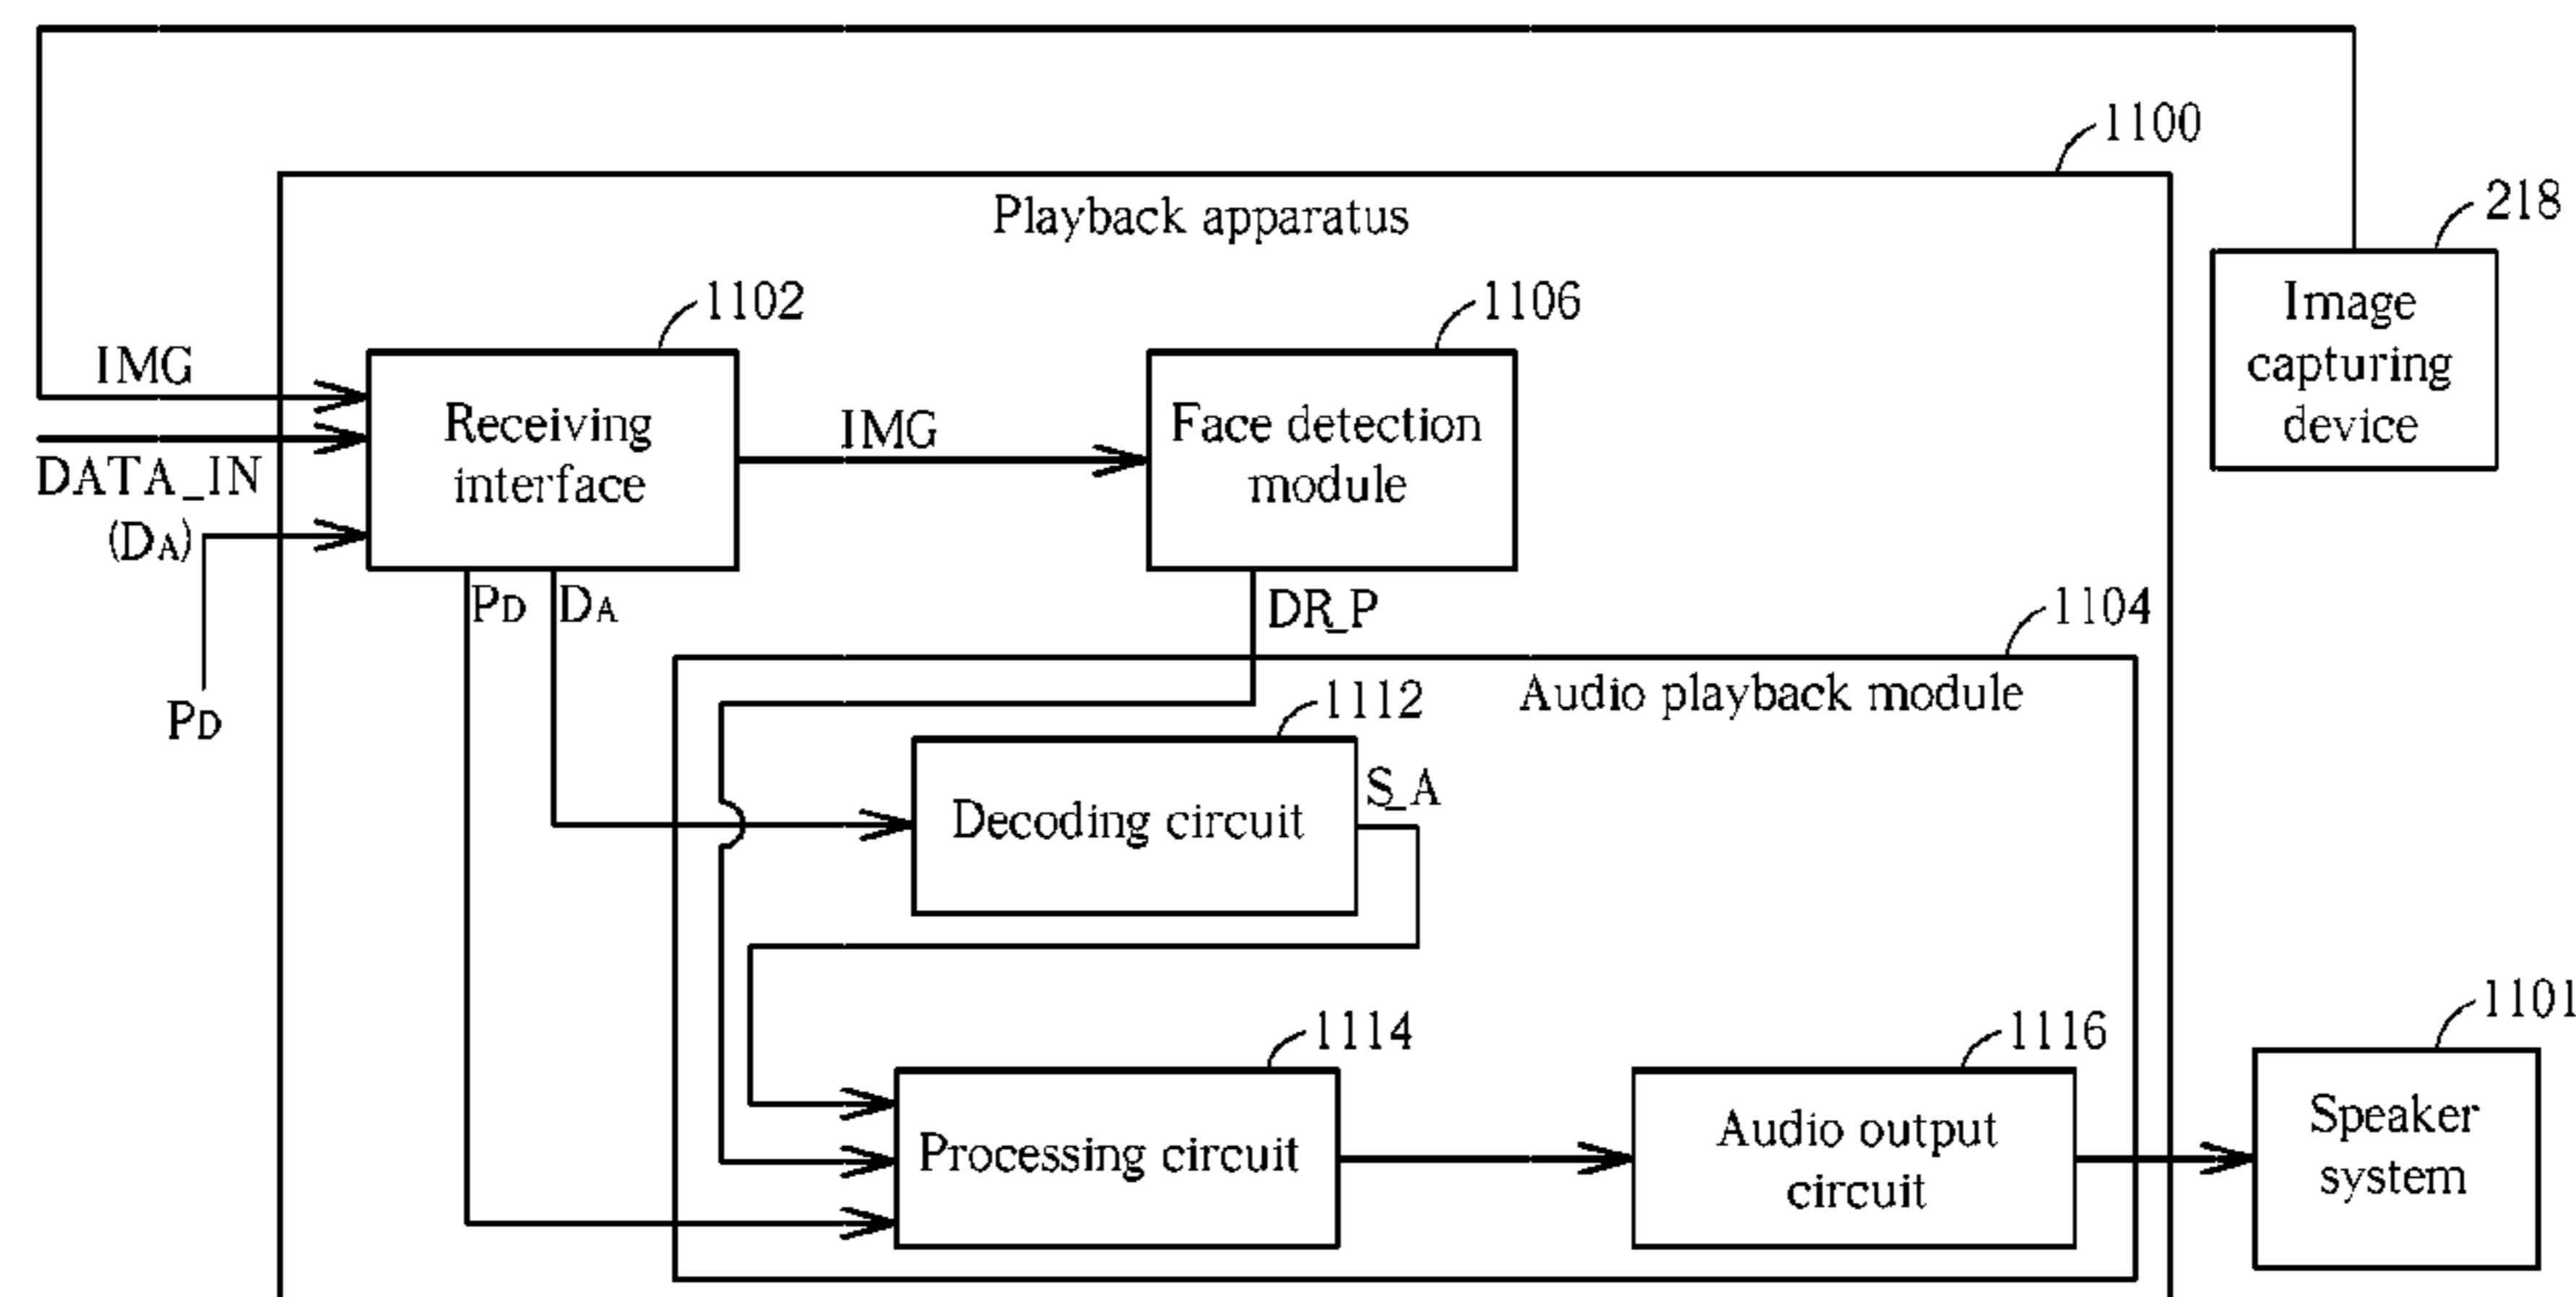 1100
Playback apparatus
218
Image
capturing
device
1102
1106
IMG
Receiving
interface
IMG
Face detection
module
DATA_IN
(DA)
PD
PD
DA
DR_P
1104
Audio playback module
1112
Decoding circuit
S_A
1114
Processing circuit
1116
Audio output
circuit
1101
Speaker
system